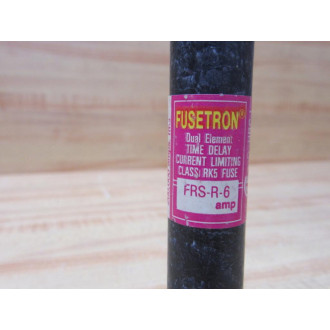 FUSETRON
Dual Element
TIME DELAY
CURRENT LIMITING
CLASS RK5 FUSE
FRS-R-6
amp